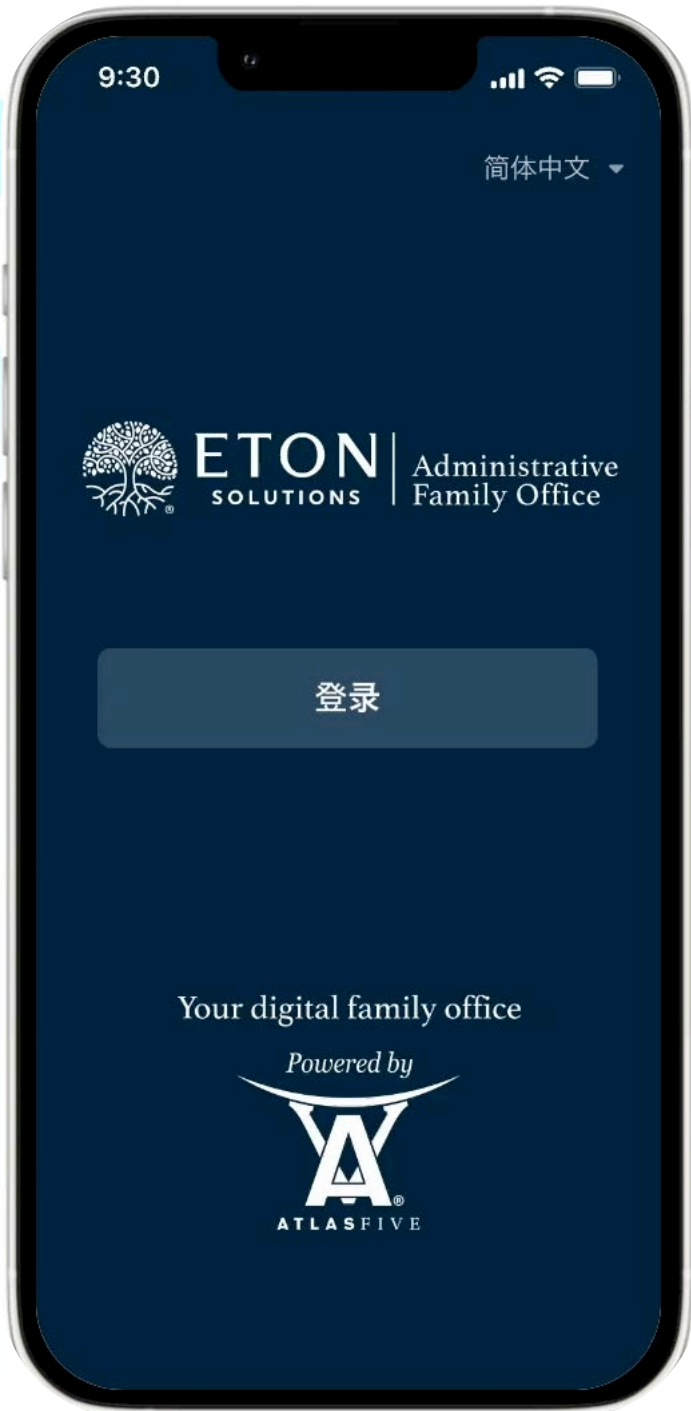 9:30
简体中文
ETON
SOLUTIONS
®
Administrative
Family Office
登录
Your digital family office
Powered by
A
®
ATLASFIVE